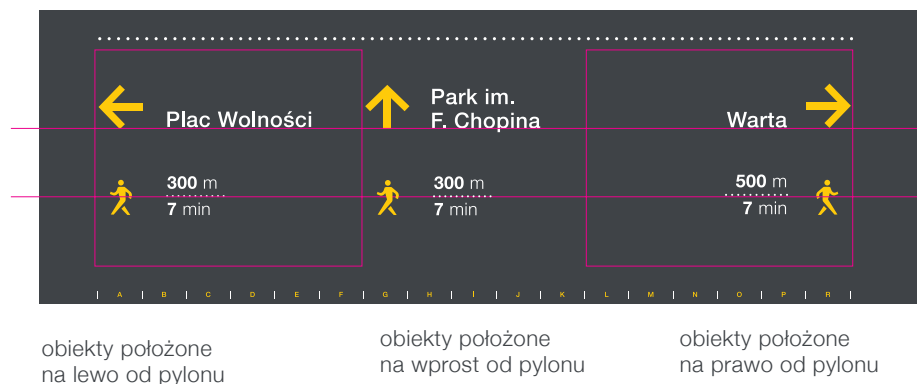 Plac Wolności
300 m
7 min
Park im.
F. Chopina
300 m
7 min
Warta
500 m
7 min
A B C D E F G H I J K L M N O P R
obiekty położone
na lewo od pylonu
obiekty położone
na wprost od pylonu
obiekty położone
na prawo od pylonu